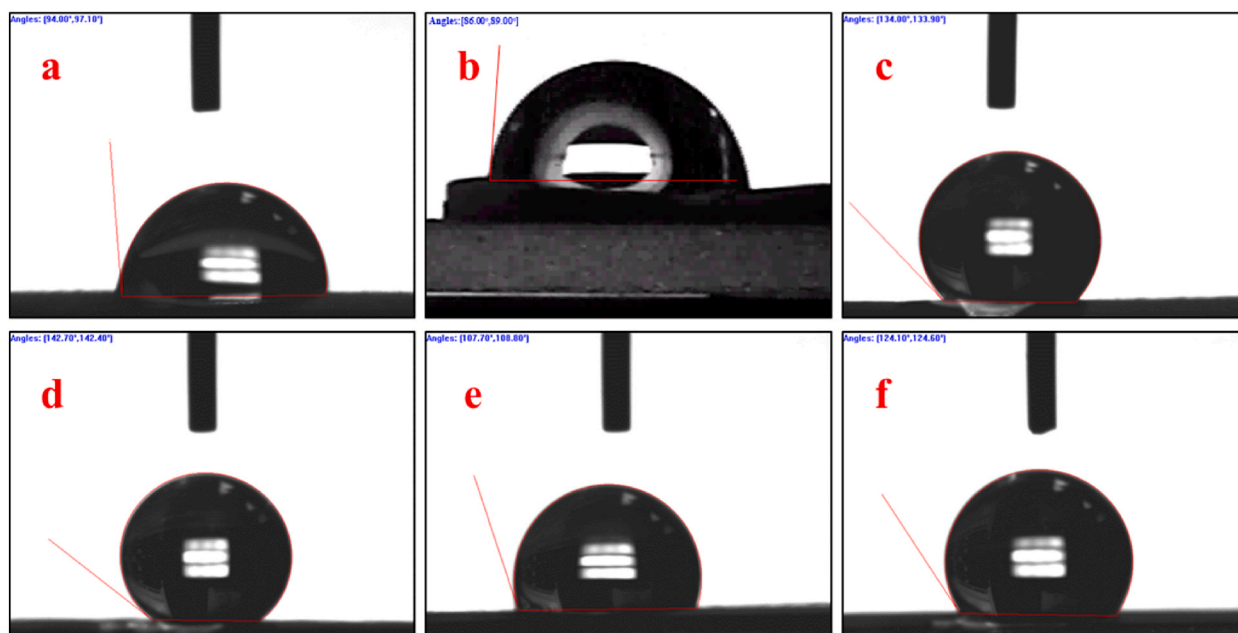 Angles: [94.00°,97.10°]
a
Angles: [86.00°,89.00°]
b
Angles: [134.00°,133.90°]
c
Angles: [142.70°,142.40°]
d
Angles: [107.70°,108.80°]
e
Angles: [124.10°,124.60°]
f